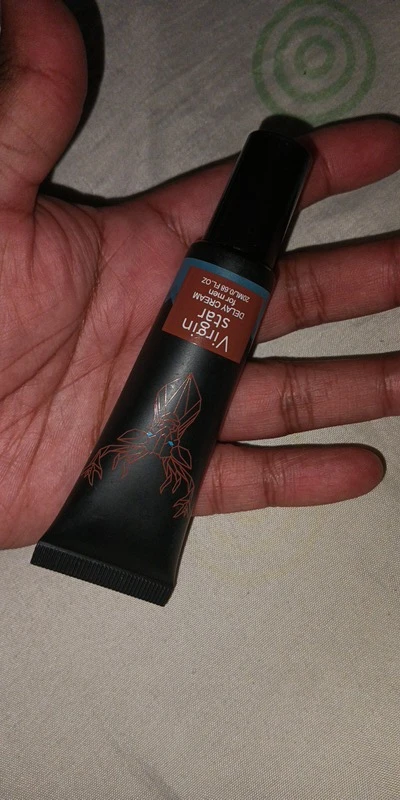 Virgin
star
DELAY CREAM
for men
20ML/0.68 FL.OZ